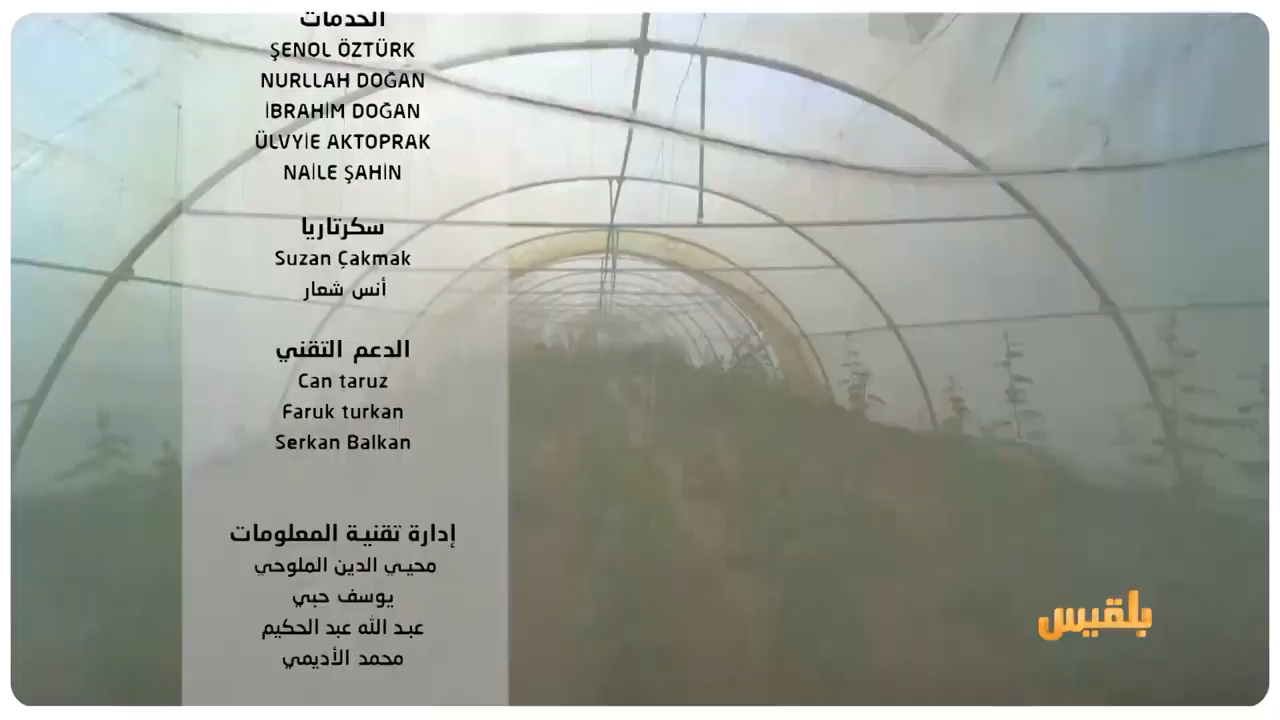 الخدمات
ŞENOL ÖZTÜRK
NURLLAH DOĞAN
İBRAHİM DOĞAN
ÜLVYİE AKTOPRAK
NAİLE ŞAHİN
سكرتاريا
Suzan Çakmak
أنس شعار
الدعم التقني
Can taruz
Faruk turkan
Serkan Balkan
إدارة تقنية المعلومات
محيي الدين الملوحي
يوسف حبي
عبد الله عبد الحكيم
محمد الأديمي
بلقيس